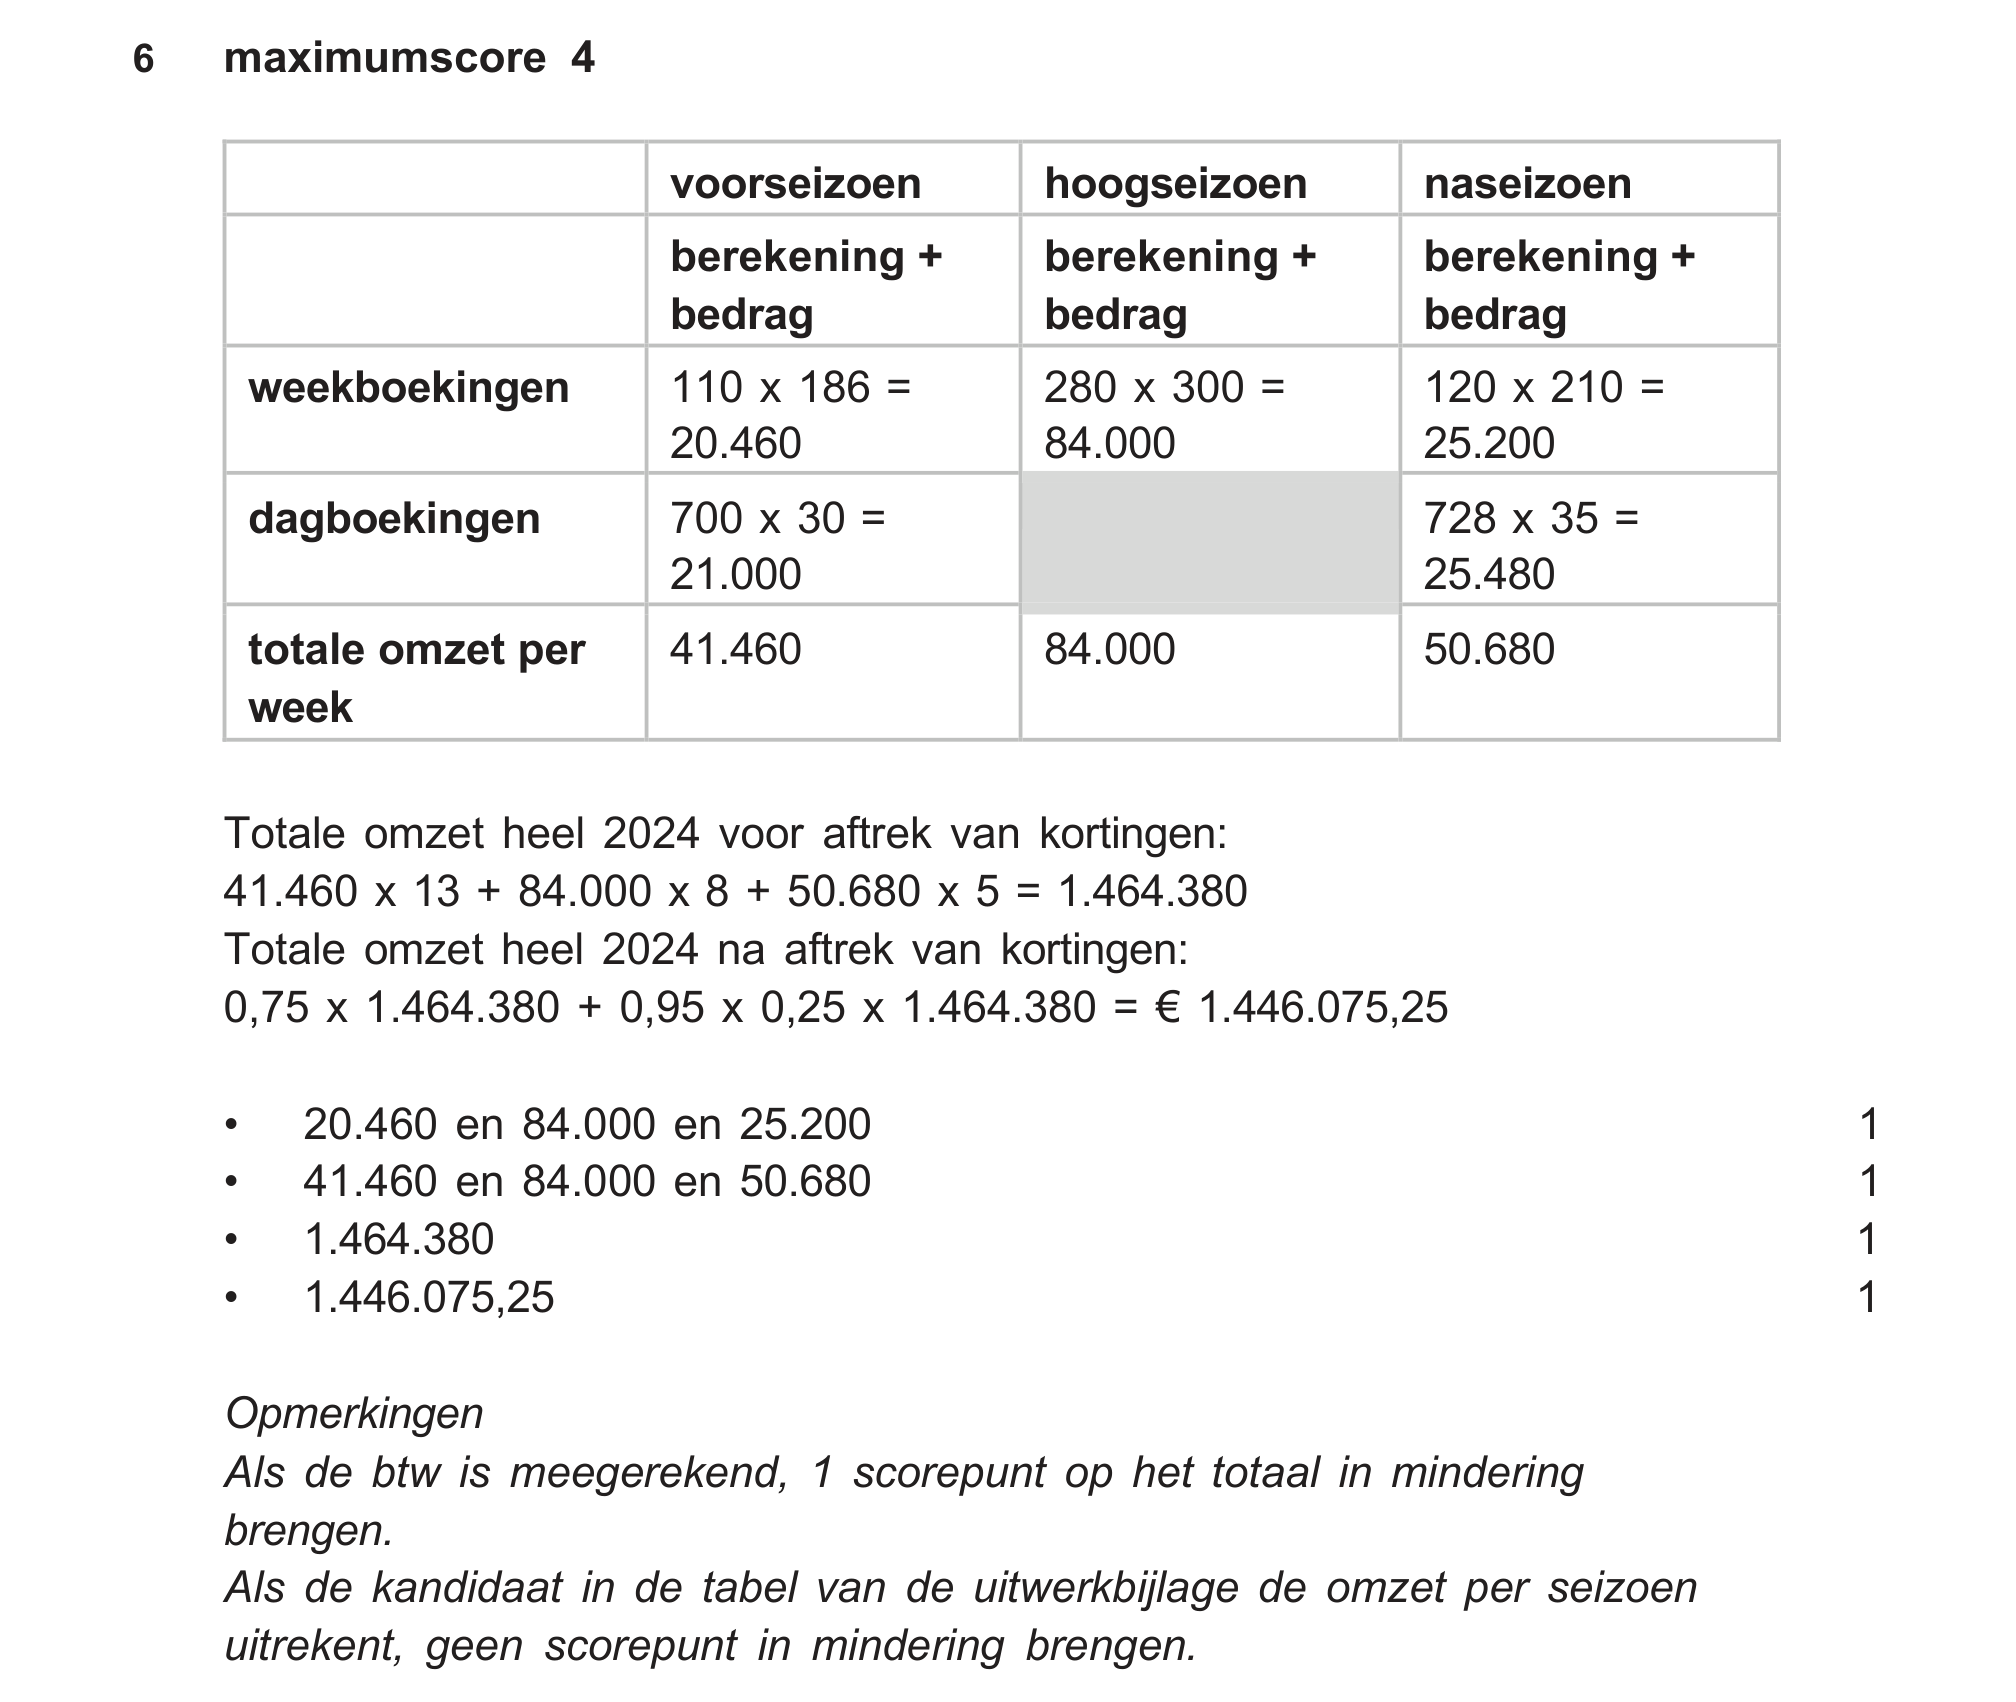 6 maximumscore 4
voorseizoen hoogseizoen naseizoen
berekening + berekening + berekening +
bedrag bedrag bedrag
weekboekingen 110 x 186 = 280 x 300 = 120 x 210 =
20.460 84.000 25.200
dagboekingen 700 x 30 = 728 x 35 =
21.000 25.480
totale omzet per 41.460 84.000 50.680
week
Totale omzet heel 2024 voor aftrek van kortingen:
41.460 x 13 + 84.000 x 8 + 50.680 x 5 = 1.464.380
Totale omzet heel 2024 na aftrek van kortingen:
0,75 x 1.464.380 + 0,95 x 0,25 x 1.464.380 = € 1.446.075,25
• 20.460 en 84.000 en 25.200 1
• 41.460 en 84.000 en 50.680 1
• 1.464.380 1
• 1.446.075,25 1
Opmerkingen
Als de btw is meegerekend, 1 scorepunt op het totaal in mindering
brengen.
Als de kandidaat in de tabel van de uitwerkbijlage de omzet per seizoen
uitrekent, geen scorepunt in mindering brengen.